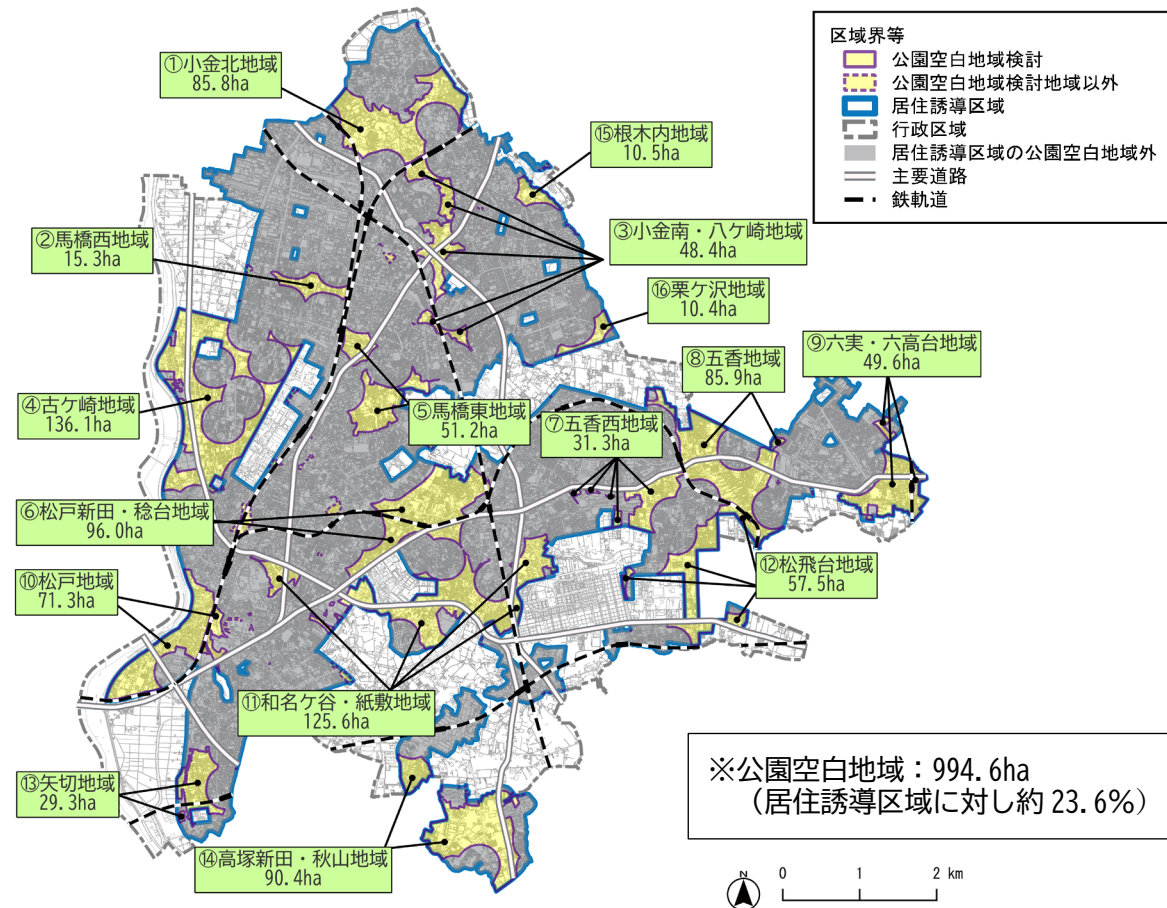 ①小金北地域
85.8ha
区域界等
公園空白地域検討
公園空白地域検討地域以外
居住誘導区域
行政区域
居住誘導区域の公園空白地域外
主要道路
鉄軌道
⑮根木内地域
10.5ha
②馬橋西地域
15.3ha
③小金南・八ケ崎地域
48.4ha
⑯栗ケ沢地域
10.4ha
⑨六実・六高台地域
49.6ha
⑧五香地域
85.9ha
④古ケ崎地域
136.1ha
⑤馬橋東地域
51.2ha
⑦五香西地域
31.3ha
⑥松戸新田・稔台地域
96.0ha
⑫松飛台地域
57.5ha
⑩松戸地域
71.3ha
⑪和名ケ谷・紙敷地域
125.6ha
※公園空白地域：994.6ha
（居住誘導区域に対し約 23.6%）
⑬矢切地域
29.3ha
⑭高塚新田・秋山地域
90.4ha
N
0 1 2 km